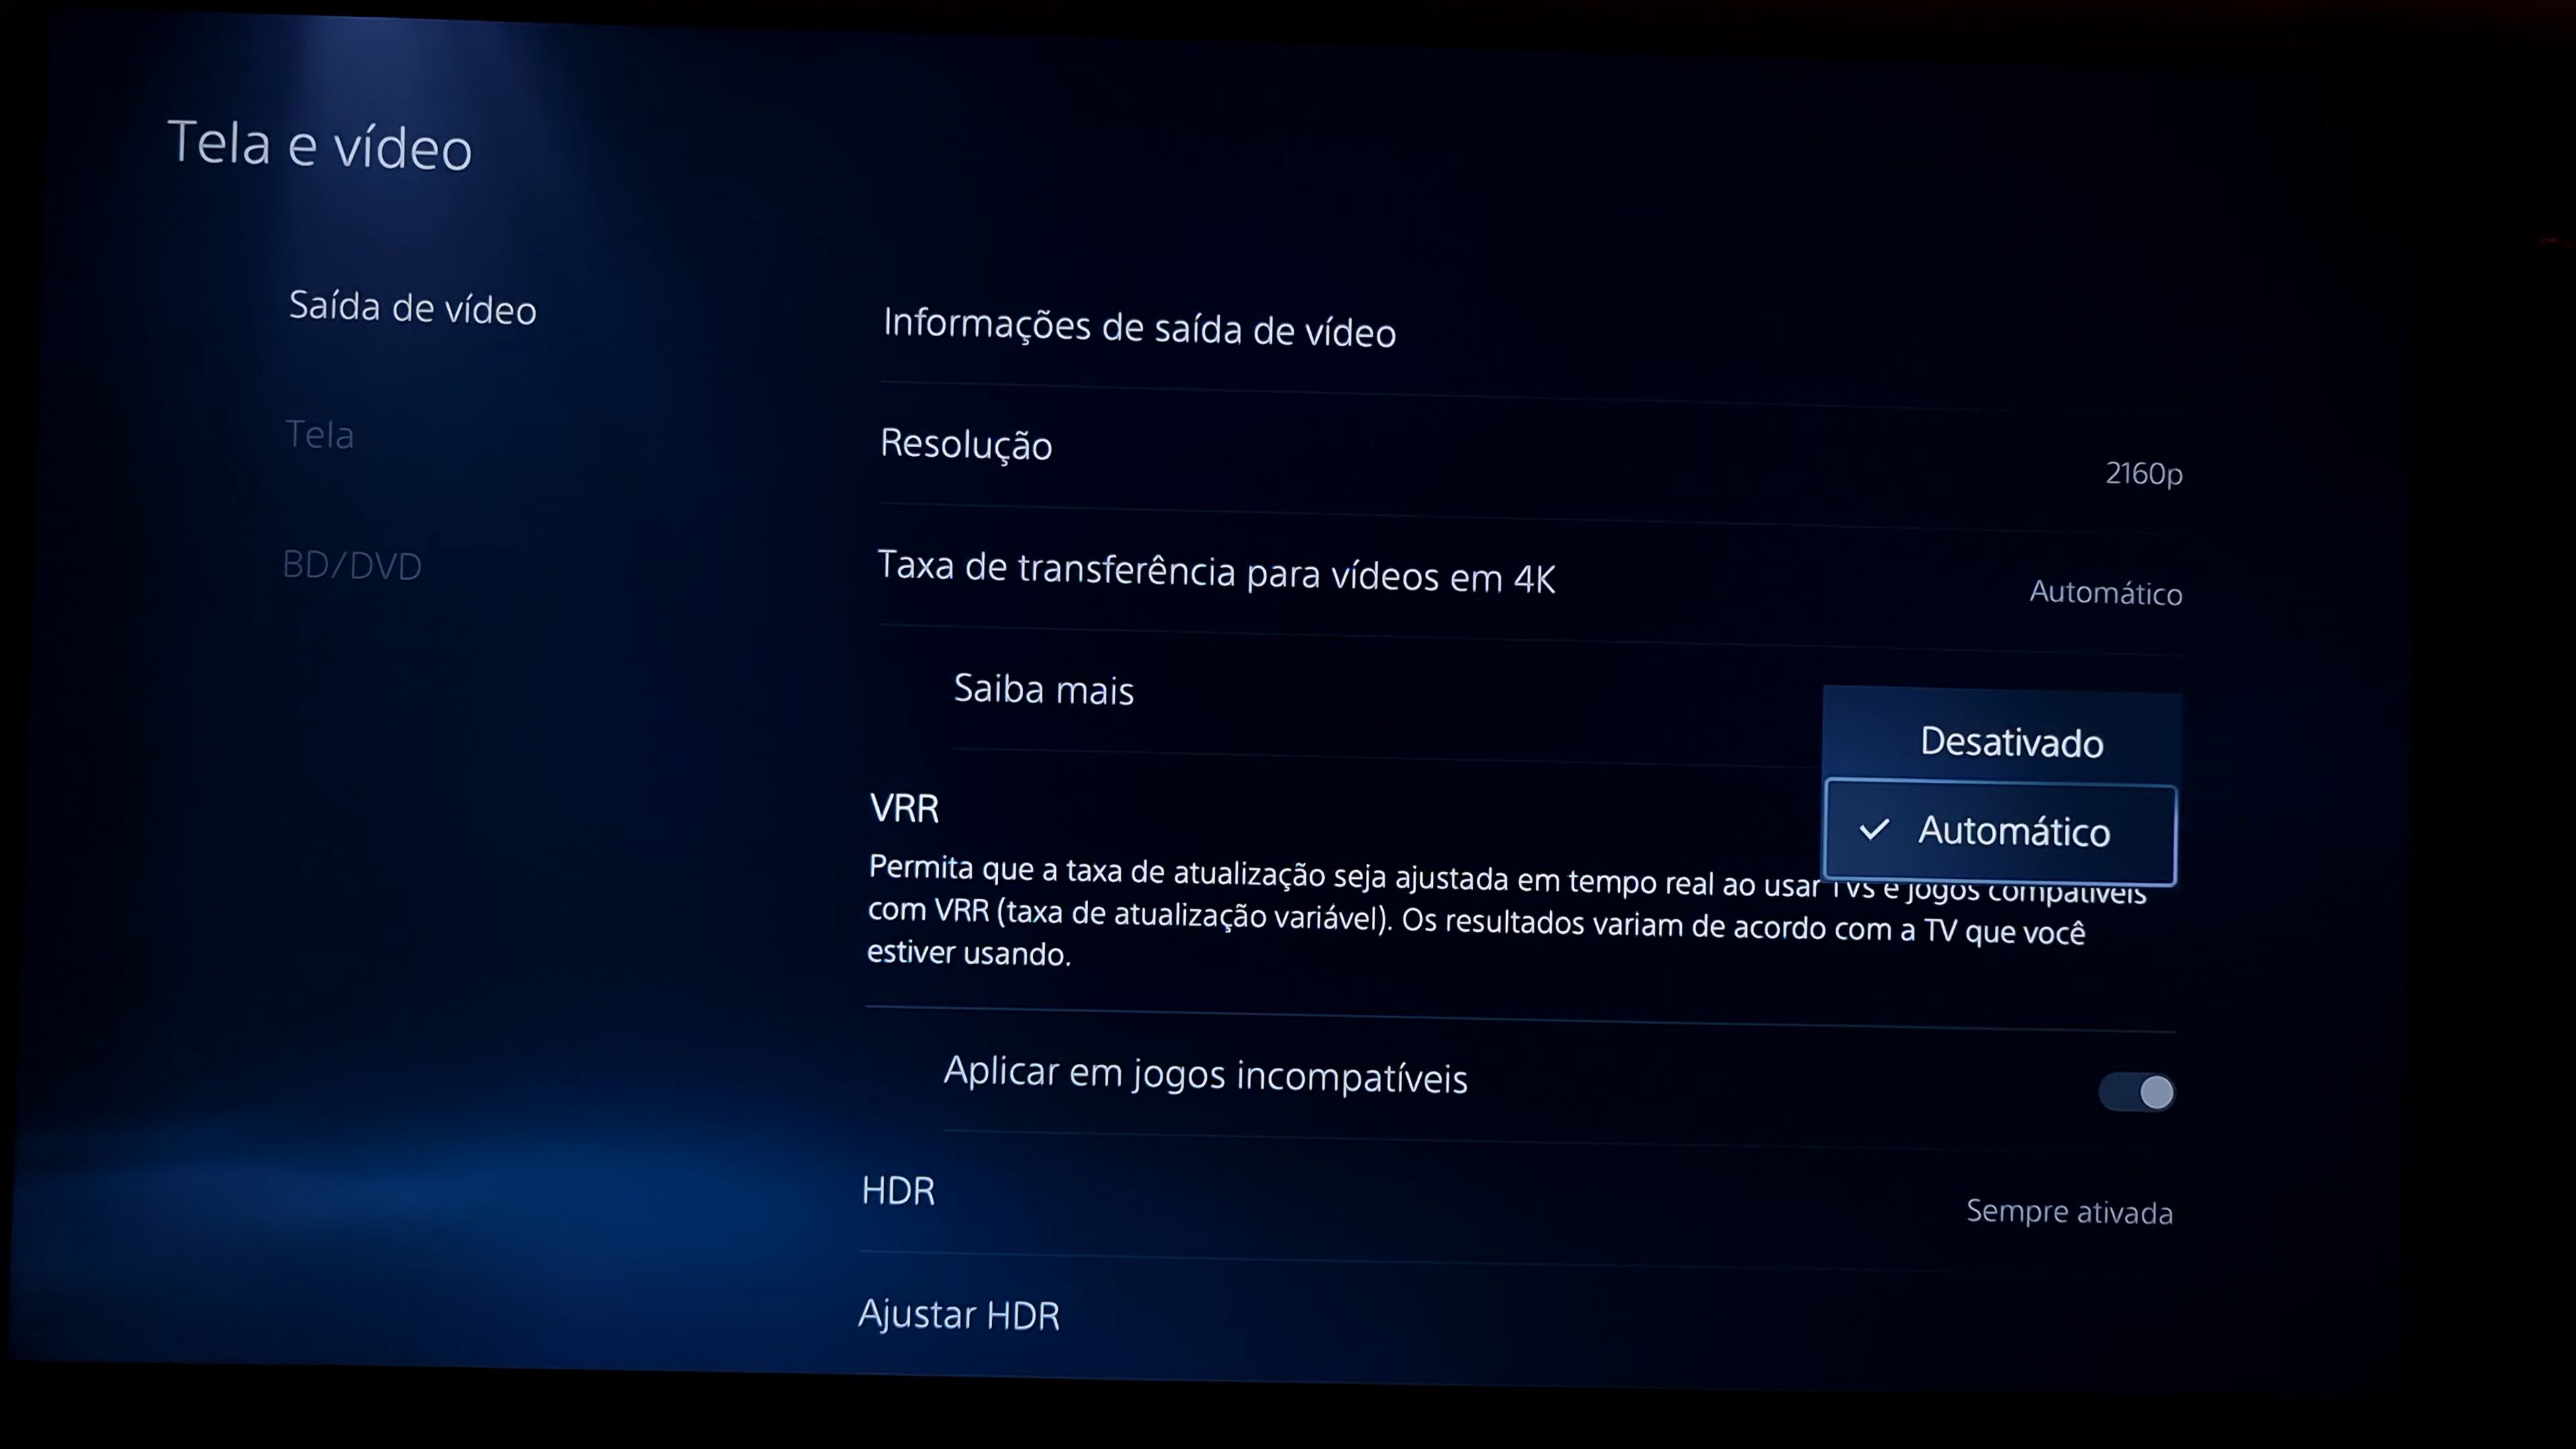 Tela e vídeo
Saída de vídeo
Tela
BD/DVD
Informações de saída de vídeo
Resolução
2160p
Taxa de transferência para vídeos em 4K
Automático
Saiba mais
Desativado
Automático
VRR
Permita que a taxa de atualização seja ajustada em tempo real ao usar TVs e jogos compatíveis
com VRR (taxa de atualização variável). Os resultados variam de acordo com a TV que você
estiver usando.
Aplicar em jogos incompatíveis
HDR
Sempre ativada
Ajustar HDR